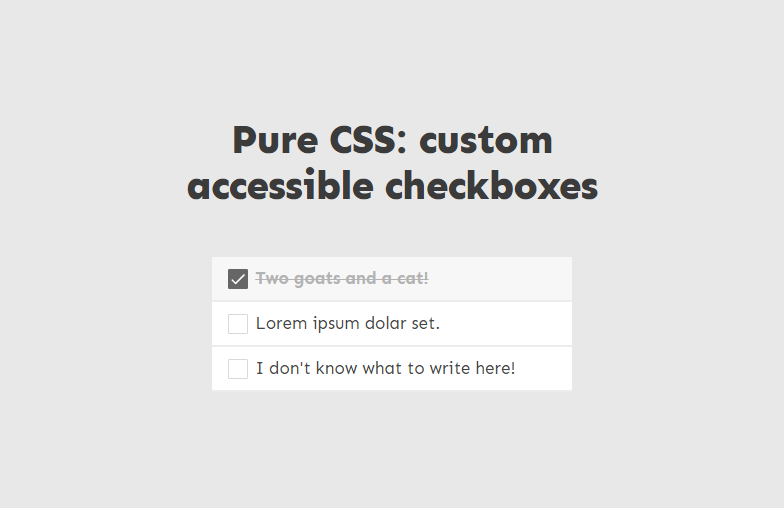 Pure CSS: custom
accessible checkboxes
Two goats and a cat!
Lorem ipsum dolar set.
I don't know what to write here!